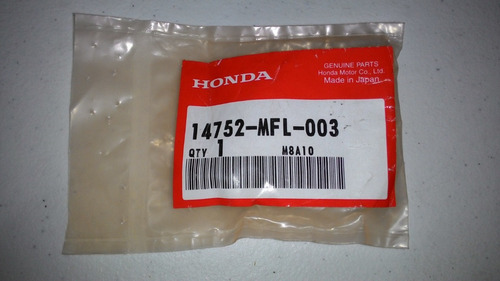 HONDA
GENUINE PARTS
Honda Motor Co., Ltd.
Made in Japan
14752-MFL-003
QTY 1 M8A10